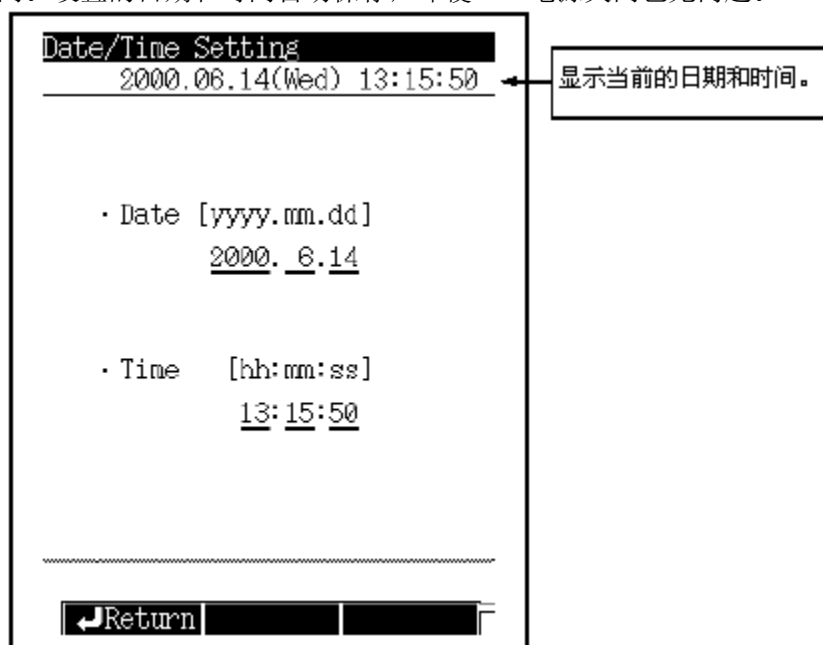 Date/Time Setting
2000.06.14(Wed) 13:15:50
显示当前的日期和时间。
·Date [yyyy.mm.dd]
2000. 6.14
·Time [hh:mm:ss]
13:15:50
Return